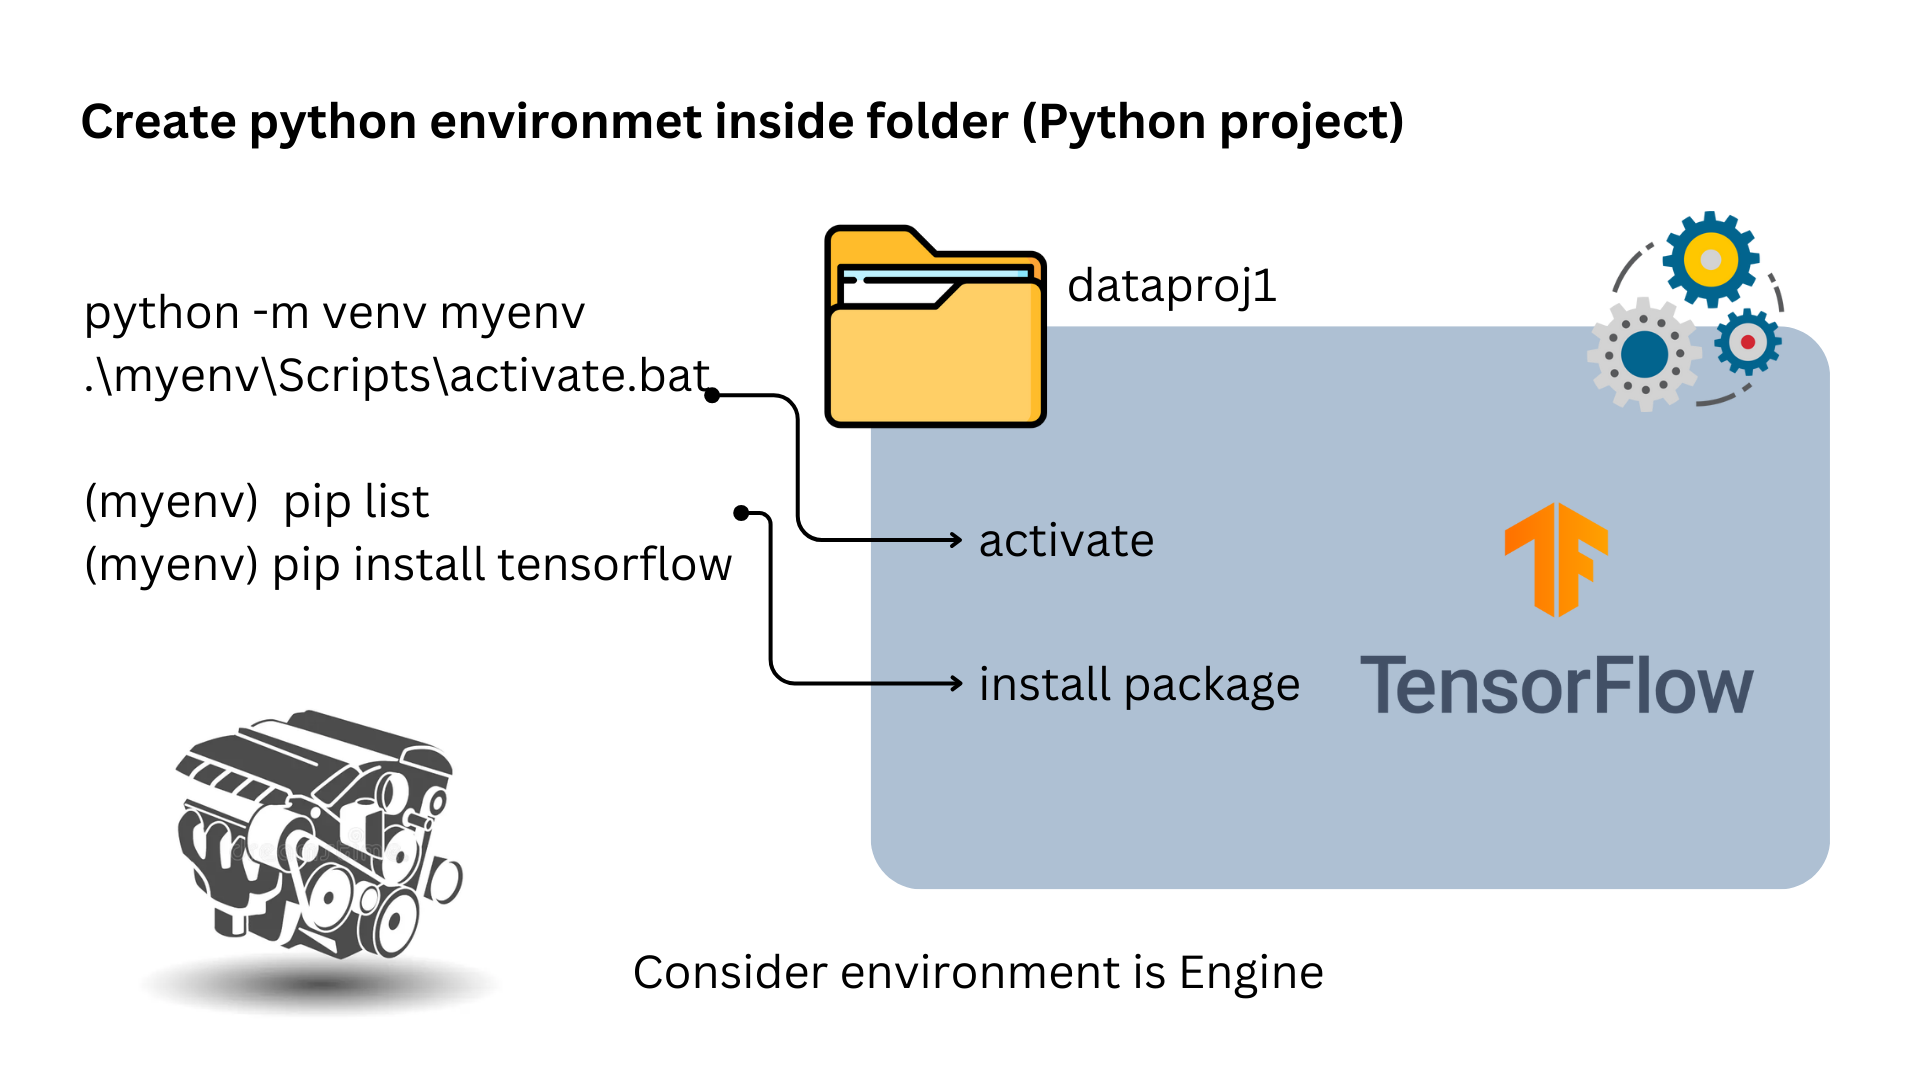 Create python environmet inside folder (Python project)
dataproj1
python -m venv myenv
.\myenv\Scripts\activate.bat
(myenv)  pip list
(myenv) pip install tensorflow
activate
install package
TensorFlow
Consider environment is Engine